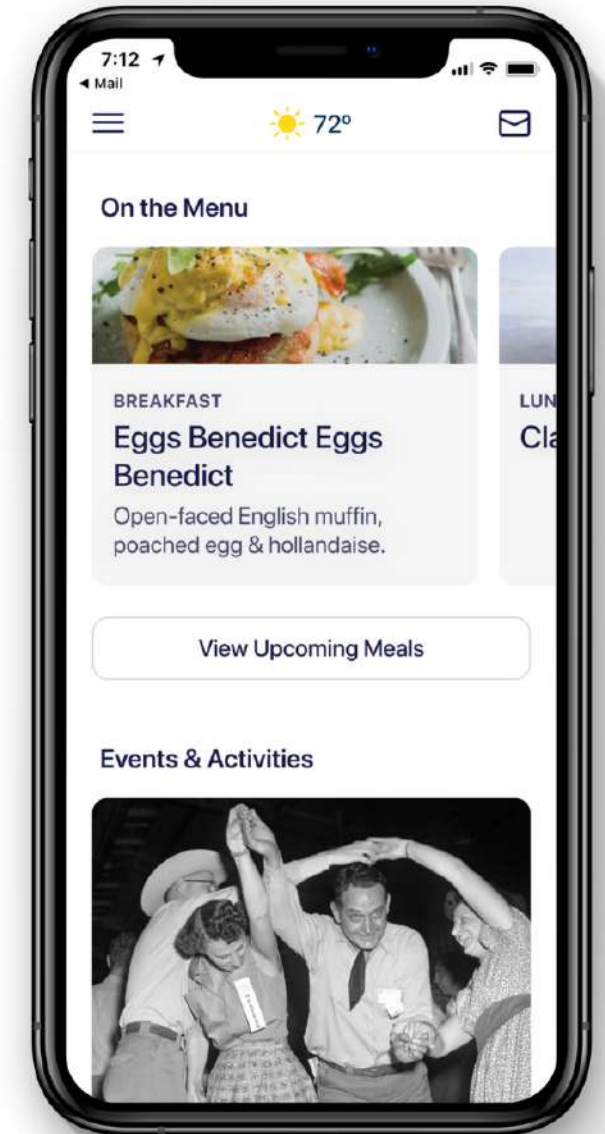 7:12
Mail
72°
On the Menu
BREAKFAST
Eggs Benedict Eggs
Benedict
Open-faced English muffin,
poached egg & hollandaise.
LUN
Cla
View Upcoming Meals
Events & Activities